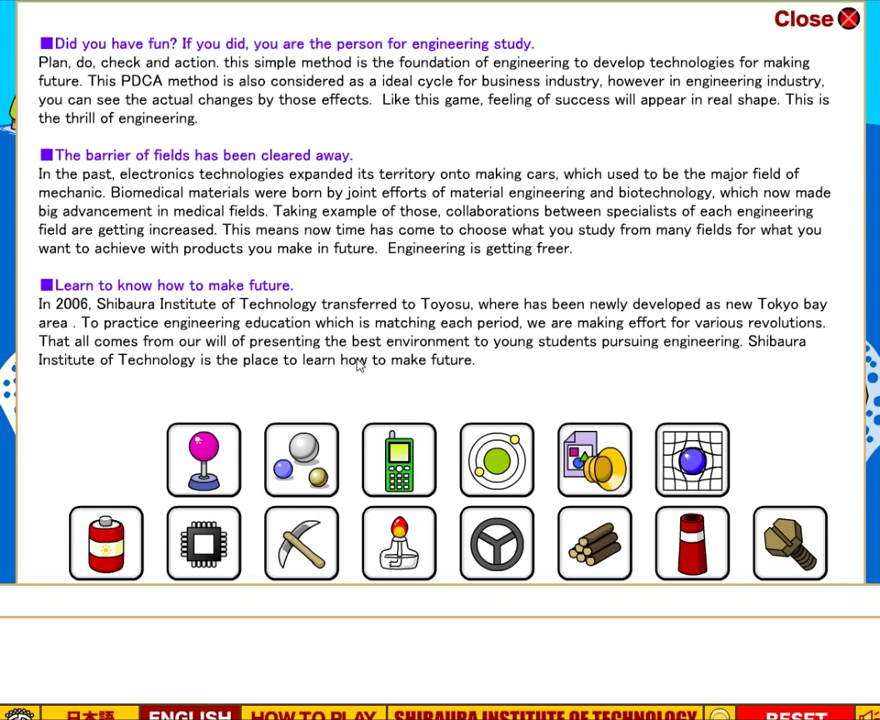 Close
■Did you have fun? If you did, you are the person for engineering study.
Plan, do, check and action. this simple method is the foundation of engineering to develop technologies for making
future. This PDCA method is also considered as a ideal cycle for business industry, however in engineering industry,
you can see the actual changes by those effects. Like this game, feeling of success will appear in real shape. This is
the thrill of engineering.
■The barrier of fields has been cleared away.
In the past, electronics technologies expanded its territory onto making cars, which used to be the major field of
mechanic. Biomedical materials were born by joint efforts of material engineering and biotechnology, which now made
big advancement in medical fields. Taking example of those, collaborations between specialists of each engineering
field are getting increased. This means now time has come to choose what you study from many fields for what you
want to achieve with products you make in future. Engineering is getting freer.
■Learn to know how to make future.
In 2006, Shibaura Institute of Technology transferred to Toyosu, where has been newly developed as new Tokyo bay
area . To practice engineering education which is matching each period, we are making effort for various revolutions.
That all comes from our will of presenting the best environment to young students pursuing engineering. Shibaura
Institute of Technology is the place to learn how to make future.
日本語 ENGLISH HOW TO PLAY SHIBAURA INSTITUTE OF TECHNOLOGY RESET